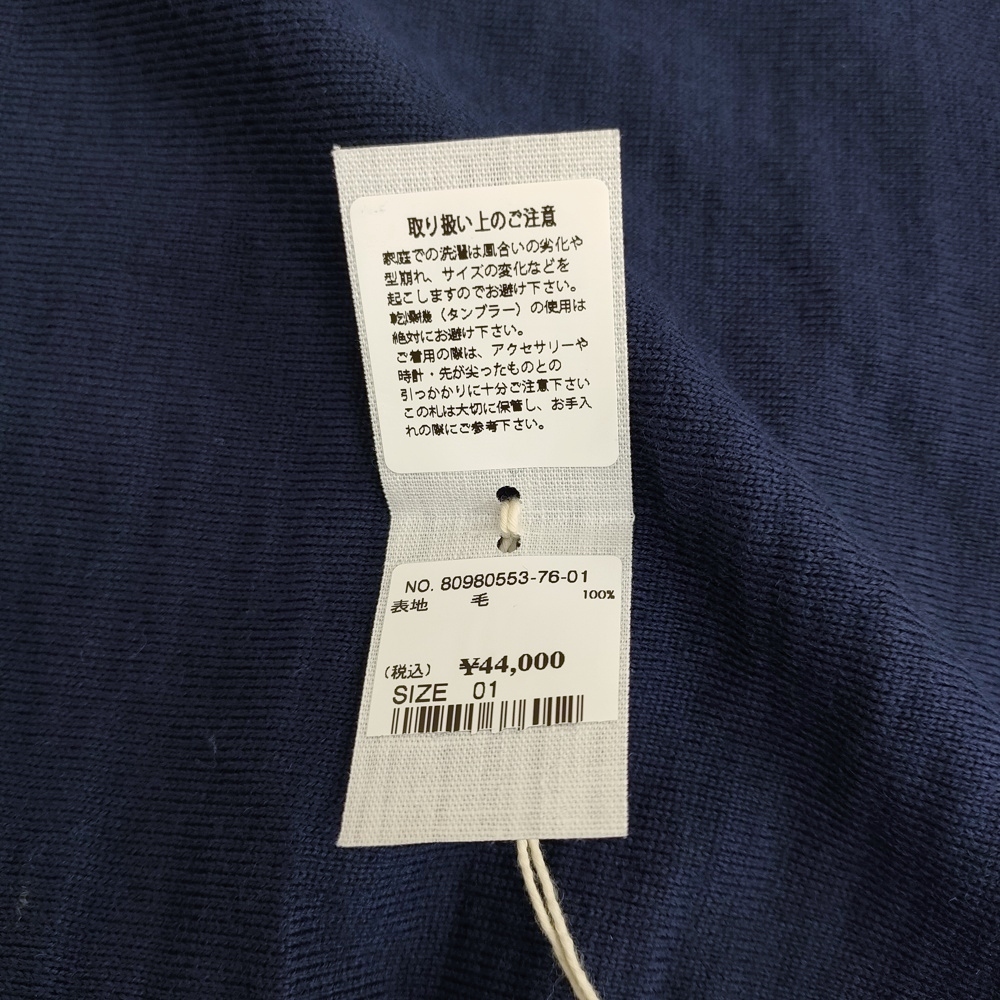 取り扱い上のご注意
家庭での洗濯は風合いの劣化や
型崩れ、サイズの変化などを
起こしますのでお避け下さい。
乾燥機（タンブラー）の使用は
絶対にお避け下さい。
ご着用の際は、アクセサリーや
時計・先が尖ったものとの
引っかかりに十分ご注意下さい
この札は大切に保管し、お手入
れの際にご参考下さい。
NO. 80980553-76-01
表地 毛 100%
(税込) ¥44,000
SIZE 01